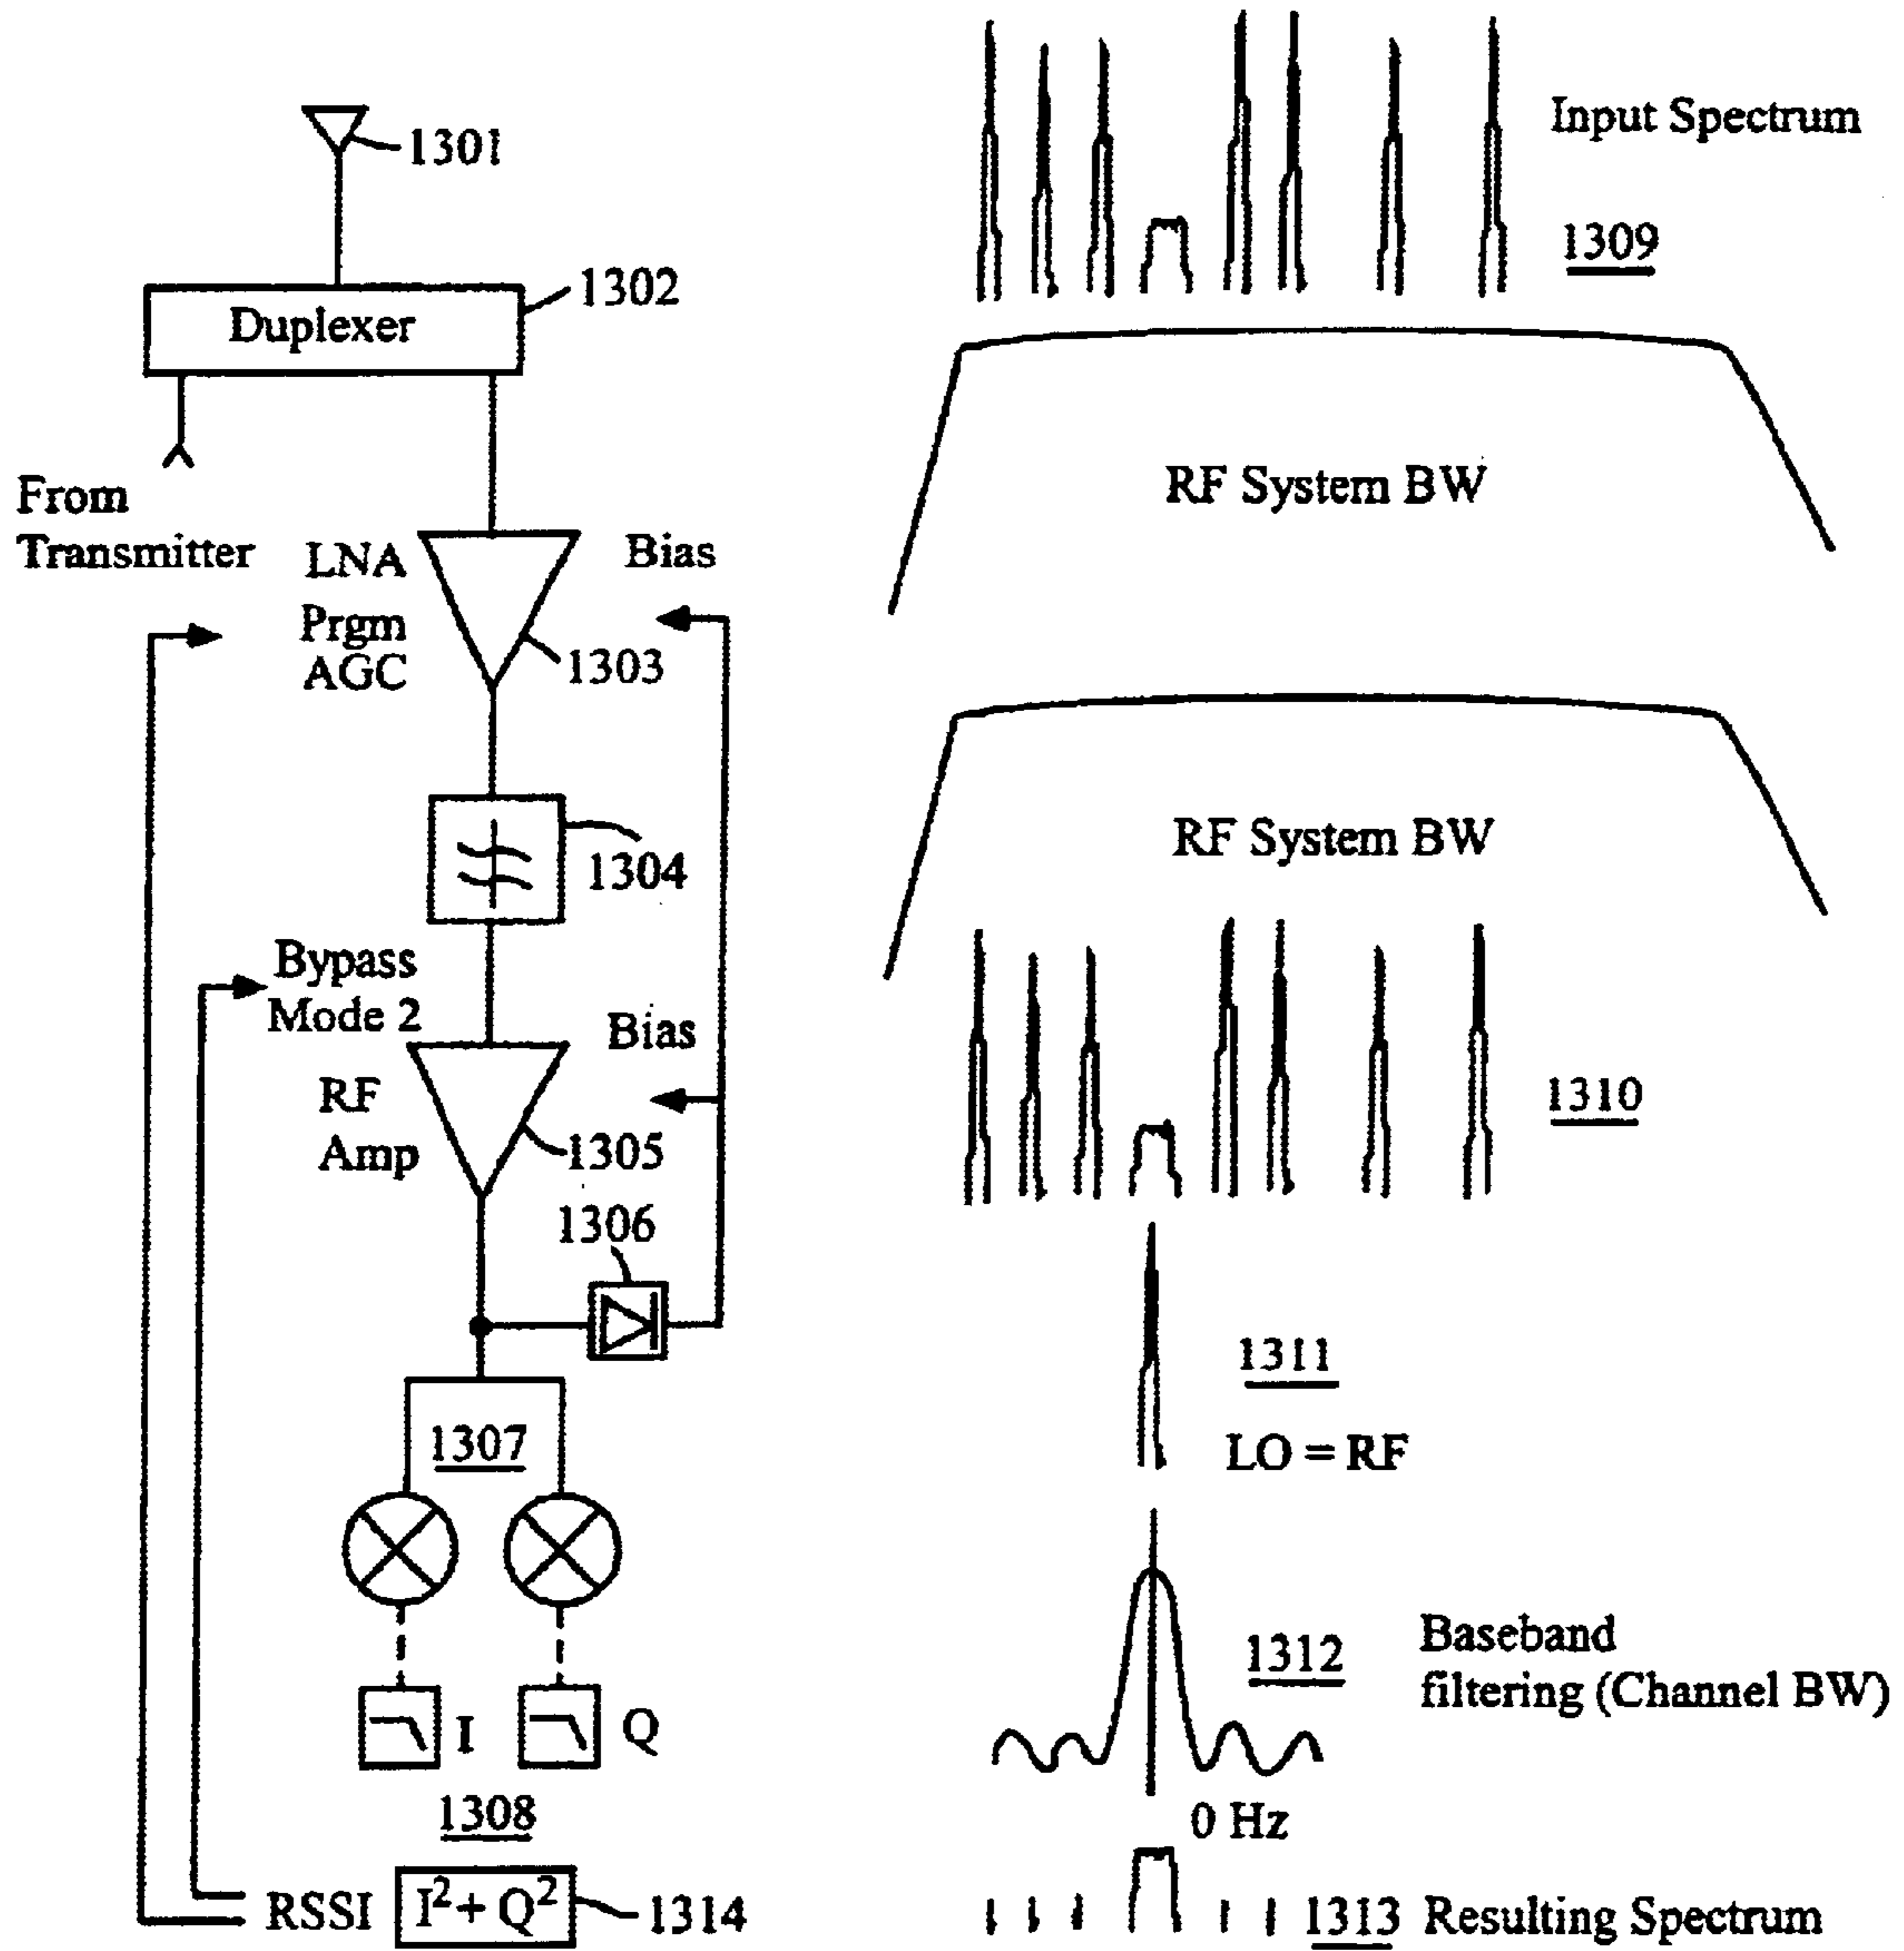 1301
1302
Duplexer
From
Transmitter
LNA
Prgm
AGC
Bias
1303
1304
Bypass
Mode 2
Bias
RF
Amp
1305
1306
1307
I
Q
1308
RSSI
I²+ Q²
1314
Input Spectrum
1309
RF System BW
RF System BW
1310
1311
LO = RF
1312
Baseband
filtering (Channel BW)
0 Hz
1313 Resulting Spectrum